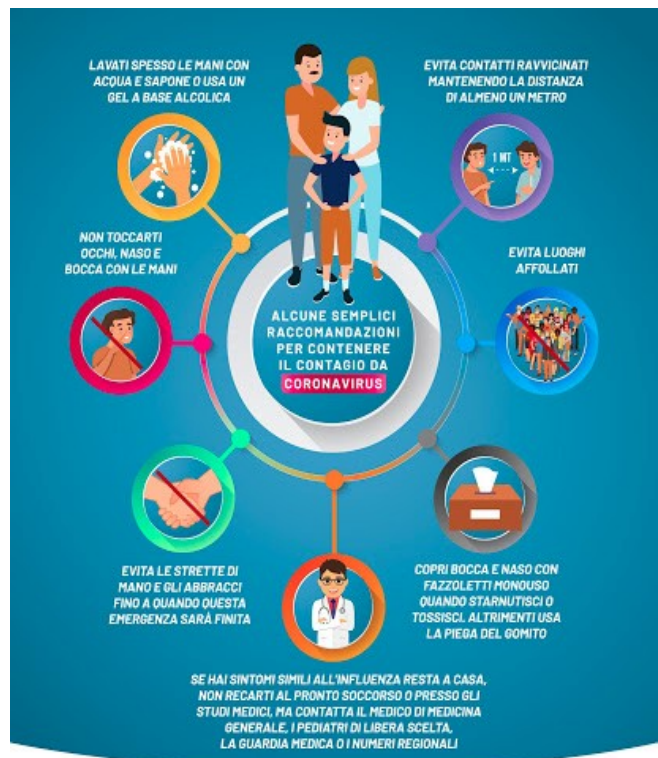 LAVATI SPESSO LE MANI CON
ACQUA E SAPONE O USA UN
GEL A BASE ALCOLICA
EVITA CONTATTI RAVVICINATI
MANTENENDO LA DISTANZA
DI ALMENO UN METRO
1 MT
NON TOCCARTI
OCCHI, NASO E
BOCCA CON LE MANI
EVITA LUOGHI
AFFOLLATI
ALCUNE SEMPLICI
RACCOMANDAZIONI
PER CONTENERE
IL CONTAGIO DA
CORONAVIRUS
EVITA LE STRETTE DI
MANO E GLI ABBRACCI
FINO A QUANDO QUESTA
EMERGENZA SARÀ FINITA
COPRI BOCCA E NASO CON
FAZZOLETTI MONOUSO
QUANDO STARNUTISCI O
TOSSISCI. ALTRIMENTI USA
LA PIEGA DEL GOMITO
SE HAI SINTOMI SIMILI ALL'INFLUENZA RESTA A CASA,
NON RECARTI AL PRONTO SOCCORSO O PRESSO GLI
STUDI MEDICI, MA CONTATTA IL MEDICO DI MEDICINA
GENERALE, I PEDIATRI DI LIBERA SCELTA,
LA GUARDIA MEDICA O I NUMERI REGIONALI